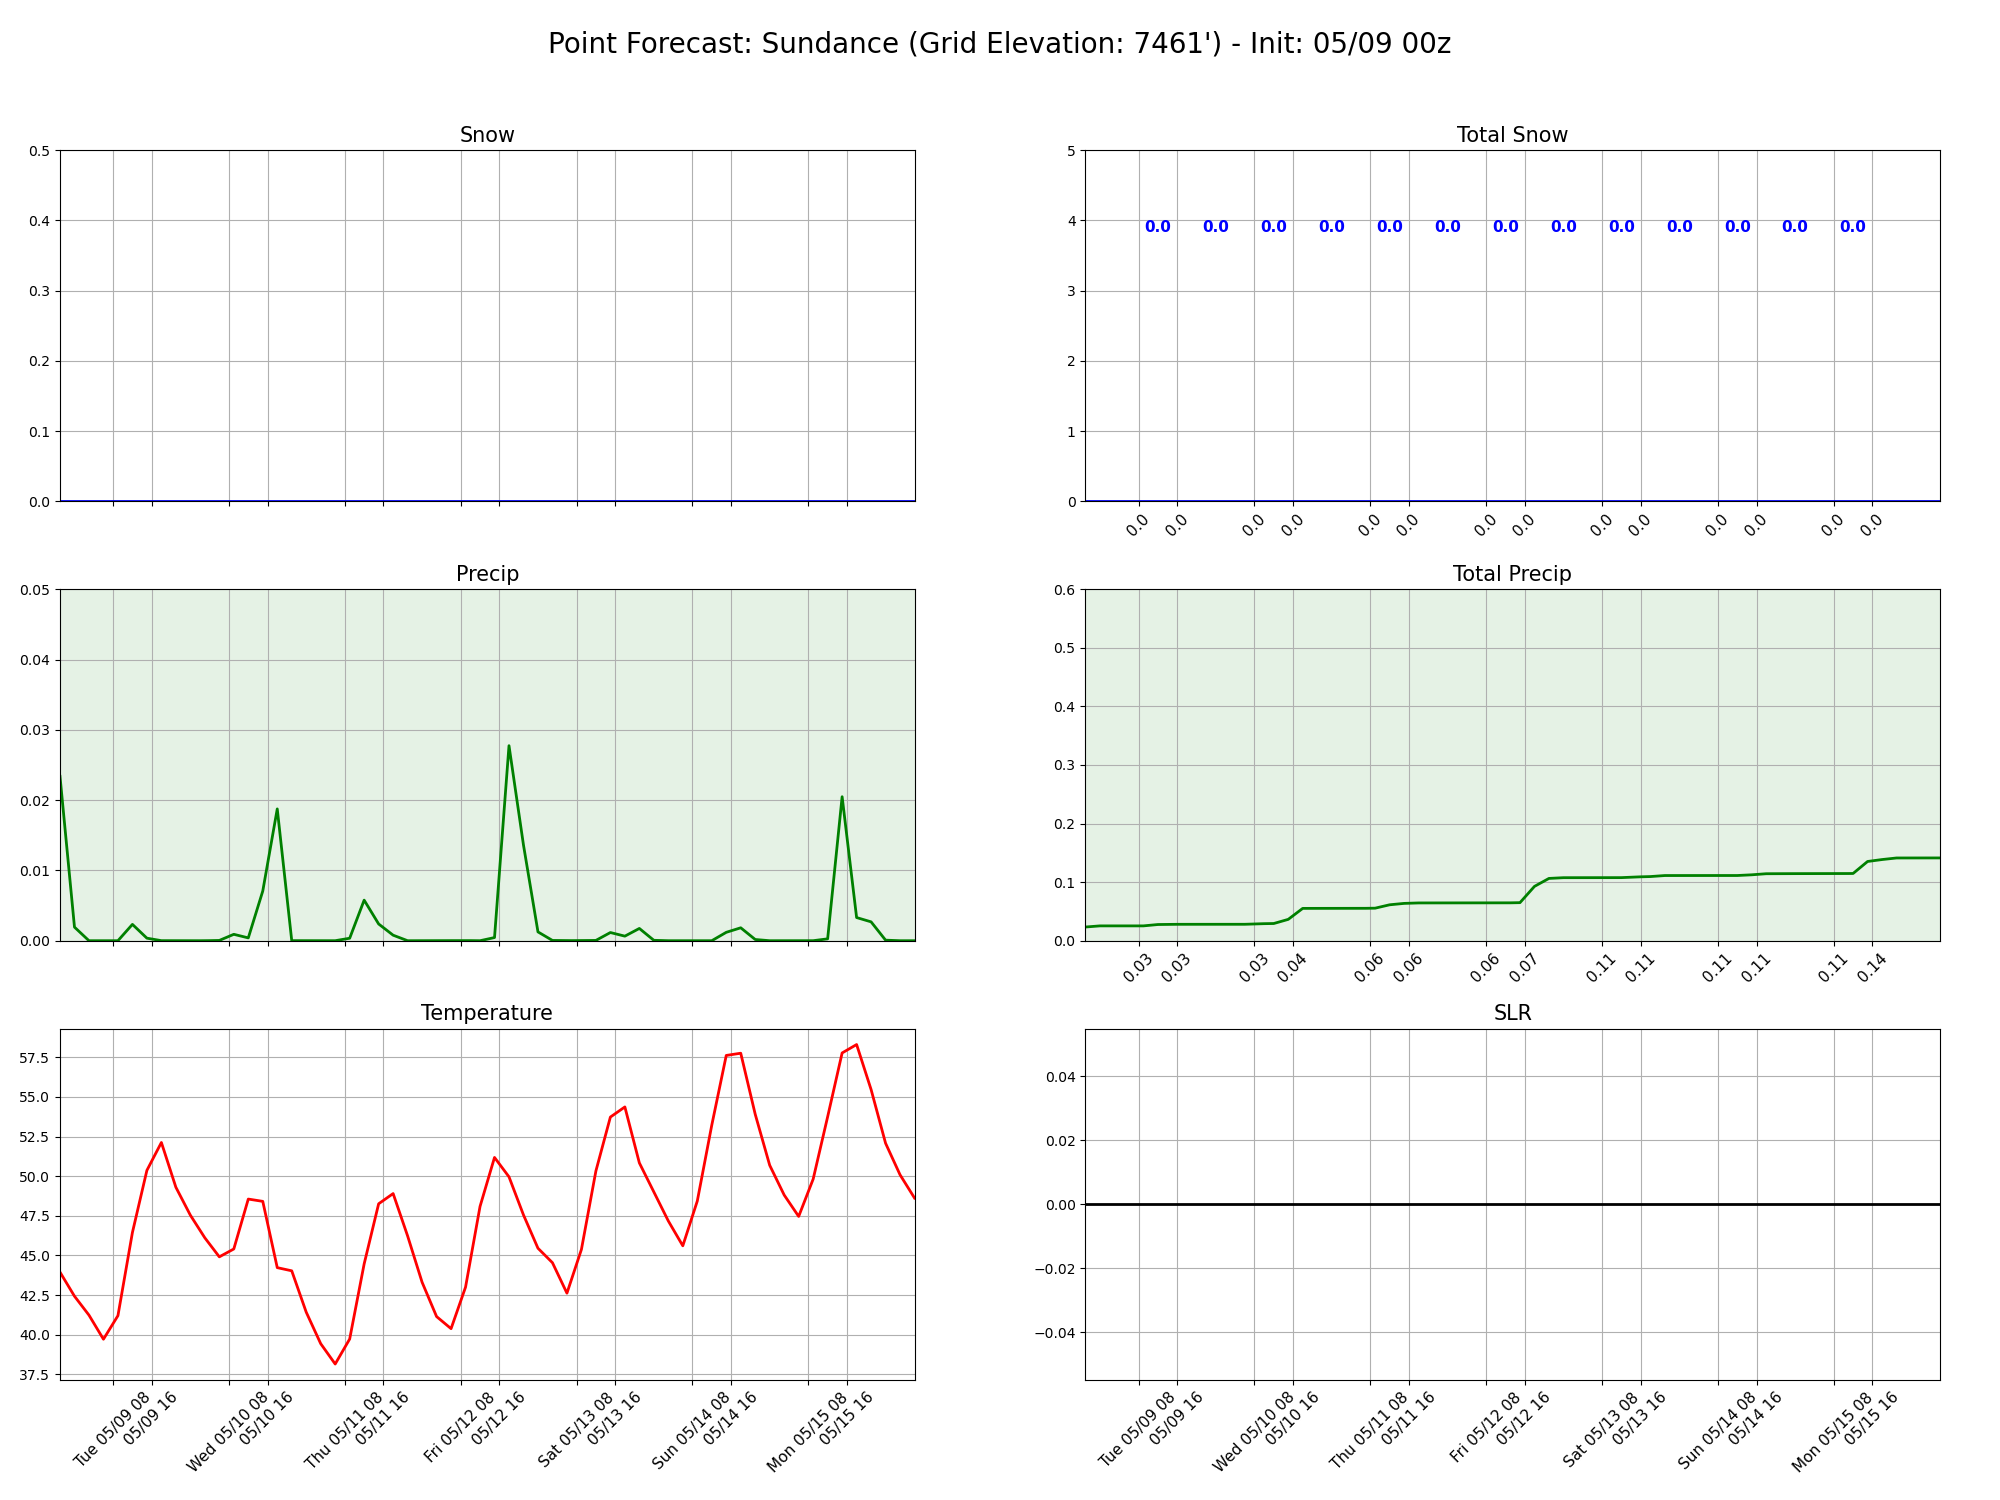 Point Forecast: Sundance (Grid Elevation: 7461') - Init: 05/09 00z
Snow
0.5
0.4
0.3
0.2
0.1
0.0
Total Snow
5
4
3
2
1
0
0.0 0.0 0.0 0.0 0.0 0.0 0.0 0.0 0.0 0.0 0.0 0.0 0.0
0.0 0.0 0.0 0.0 0.0 0.0 0.0 0.0 0.0 0.0 0.0 0.0 0.0 0.0
Precip
0.05
0.04
0.03
0.02
0.01
0.00
Total Precip
0.6
0.5
0.4
0.3
0.2
0.1
0.0
0.03 0.03 0.03 0.04 0.06 0.06 0.06 0.07 0.11 0.11 0.11 0.11 0.11 0.14
Temperature
57.5
55.0
52.5
50.0
47.5
45.0
42.5
40.0
37.5
Tue 05/09 08
05/09 16
Wed 05/10 08
05/10 16
Thu 05/11 08
05/11 16
Fri 05/12 08
05/12 16
Sat 05/13 08
05/13 16
Sun 05/14 08
05/14 16
Mon 05/15 08
05/15 16
SLR
0.04
0.02
0.00
−0.02
−0.04
Tue 05/09 08
05/09 16
Wed 05/10 08
05/10 16
Thu 05/11 08
05/11 16
Fri 05/12 08
05/12 16
Sat 05/13 08
05/13 16
Sun 05/14 08
05/14 16
Mon 05/15 08
05/15 16